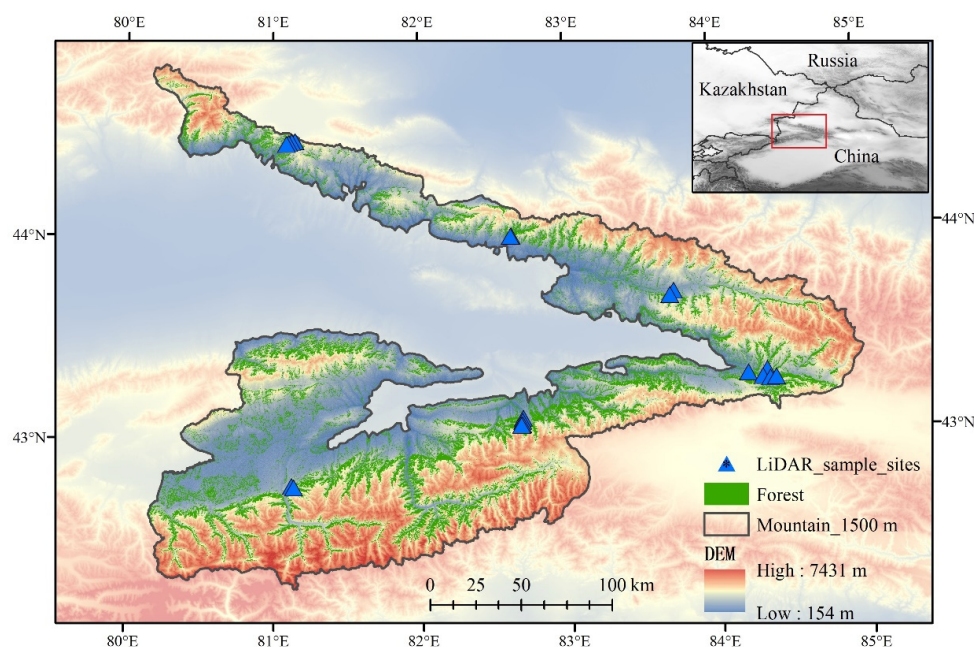 80°E 81°E 82°E 83°E 84°E 85°E
Russia
Kazakhstan
China
44°N 44°N
43°N 43°N
LiDAR_sample_sites
Forest
Mountain_1500 m
DEM
High : 7431 m
Low : 154 m
0 25 50 100 km
80°E 81°E 82°E 83°E 84°E 85°E